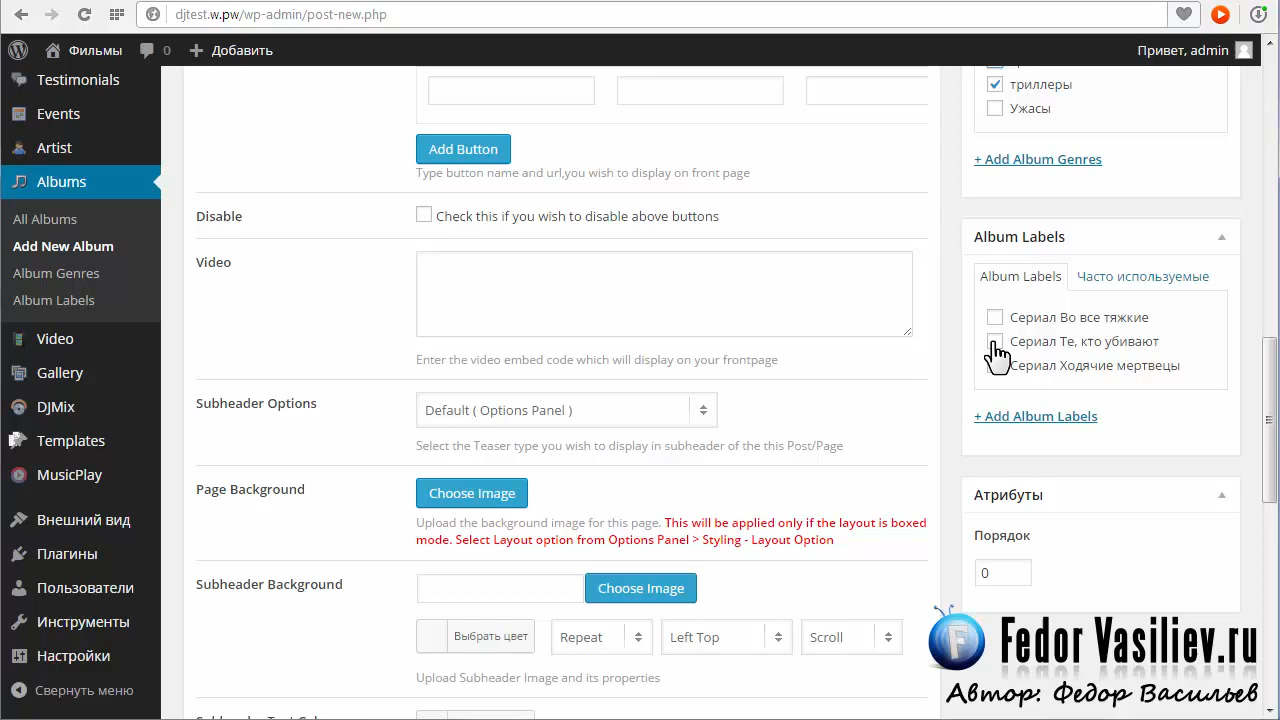 djtest.w.pw/wp-admin/post-new.php
Фильмы 0 Добавить Привет, admin
Testimonials
Events
Artist
Albums
All Albums
Add New Album
Album Genres
Album Labels
Video
Gallery
DJMix
Templates
MusicPlay
Внешний вид
Плагины
Пользователи
Инструменты
Настройки
Свернуть меню
Add Button
Type button name and url,you wish to display on front page
Disable Check this if you wish to disable above buttons
Video
Enter the video embed code which will display on your frontpage
Subheader Options Default ( Options Panel )
Select the Teaser type you wish to display in subheader of the this Post/Page
Page Background Choose Image
Upload the background image for this page. This will be applied only if the layout is boxed
mode. Select Layout option from Options Panel > Styling - Layout Option
Subheader Background Choose Image
Выбрать цвет Repeat Left Top Scroll
Upload Subheader Image and its properties
триллеры
Ужасы
+ Add Album Genres
Album Labels
Album Labels Часто используемые
Сериал Во все тяжкие
Сериал Те, кто убивают
Сериал Ходячие мертвецы
+ Add Album Labels
Атрибуты
Порядок
0
Fedor Vasiliev.ru
Автор: Федор Васильев